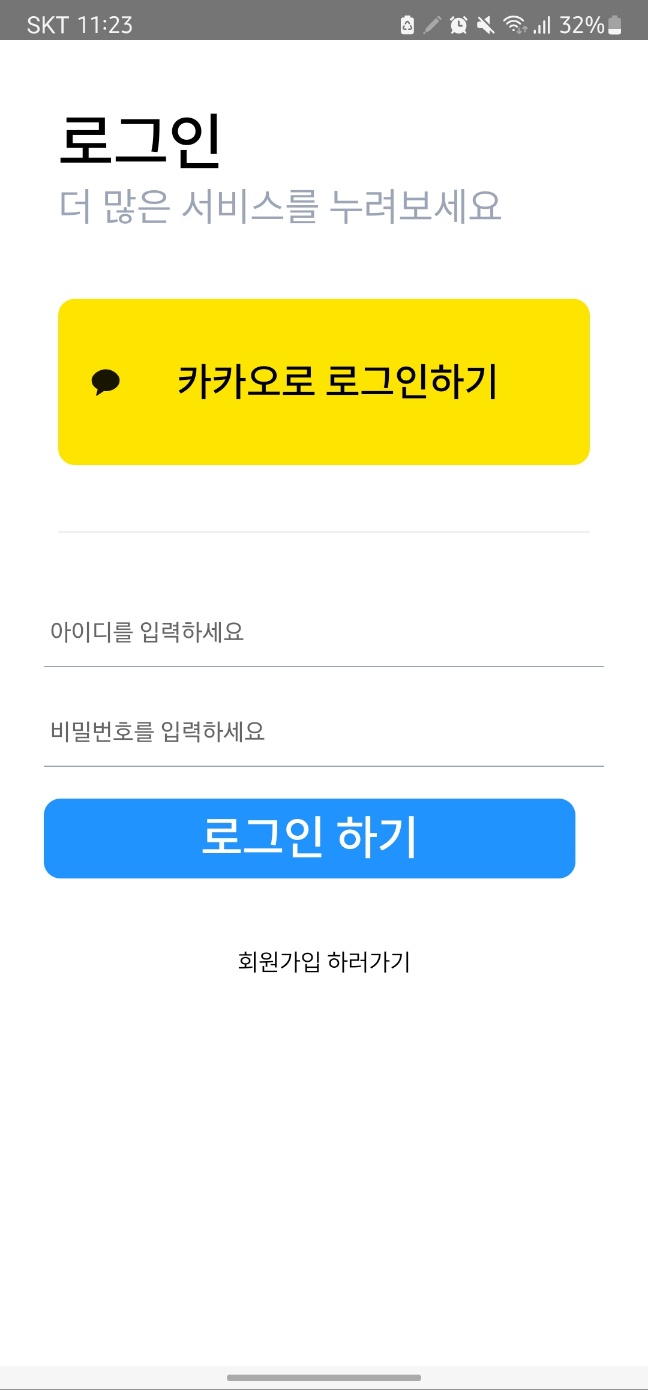 SKT 11:23 32%
로그인
더 많은 서비스를 누려보세요
카카오로 로그인하기
아이디를 입력하세요
비밀번호를 입력하세요
로그인 하기
회원가입 하러가기